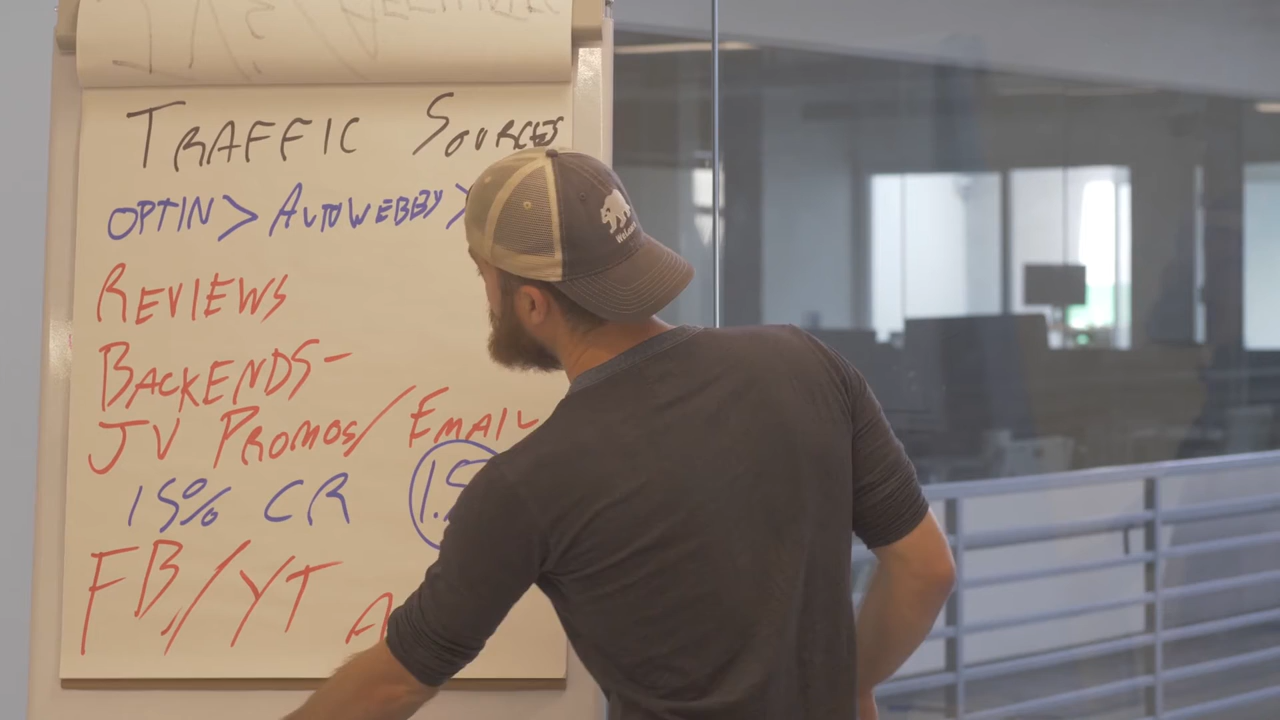 TRAFFIC SOURCES
OPTIN > AUTOWEBBY >
REVIEWS
BACKENDS-
JV PROMOS/EMAIL
15% CR
FB/YT A